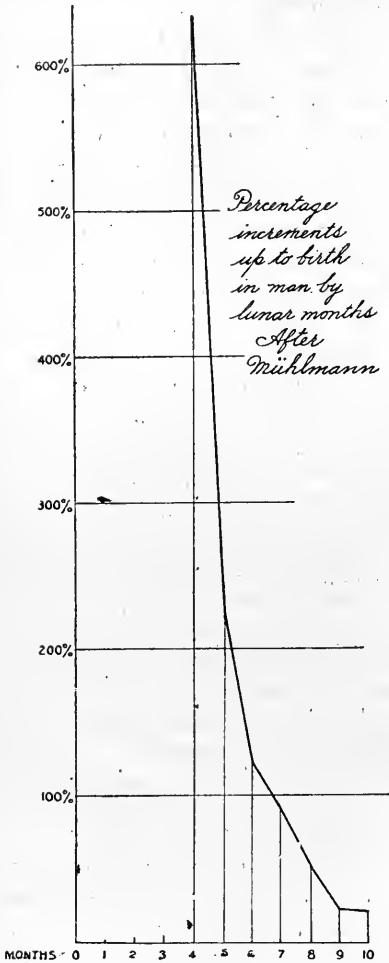 600%
500%
Percentage
increments
up to birth
in man by
lunar months
After
Mühlmann
400%
300%
200%
100%
MONTHS 0 1 2 3 4 5 6 7 8 9 10